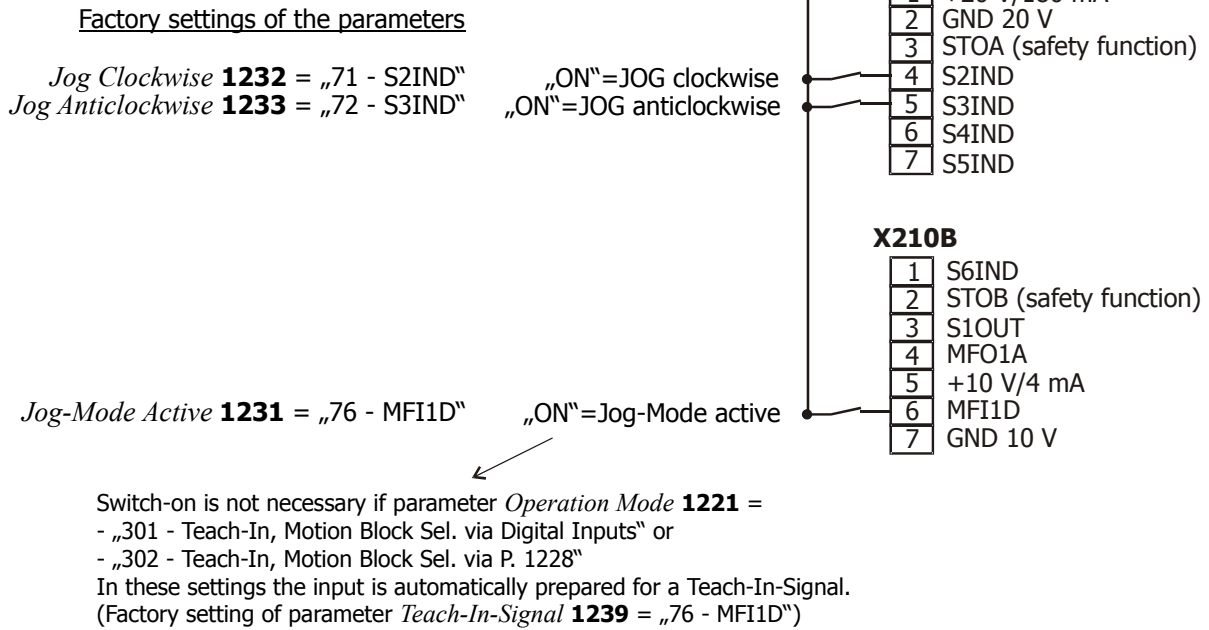 Factory settings of the parameters
2 GND 20 V
3 STOA (safety function)
Jog Clockwise 1232 = „71 - S2IND“ „ON“=JOG clockwise 4 S2IND
Jog Anticlockwise 1233 = „72 - S3IND“ „ON“=JOG anticlockwise 5 S3IND
6 S4IND
7 S5IND
X210B
1 S6IND
2 STOB (safety function)
3 S1OUT
4 MFO1A
5 +10 V/4 mA
Jog-Mode Active 1231 = „76 - MFI1D“ „ON“=Jog-Mode active 6 MFI1D
7 GND 10 V
Switch-on is not necessary if parameter Operation Mode 1221 =
- „301 - Teach-In, Motion Block Sel. via Digital Inputs“ or
- „302 - Teach-In, Motion Block Sel. via P. 1228“
In these settings the input is automatically prepared for a Teach-In-Signal.
(Factory setting of parameter Teach-In-Signal 1239 = „76 - MFI1D“)